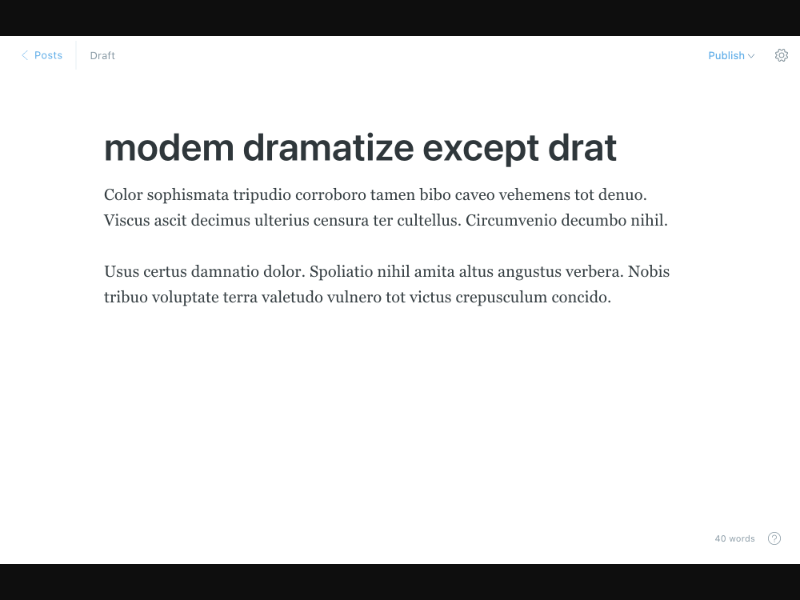 Posts
Draft
Publish
modem dramatize except drat
Color sophismata tripudio corroboro tamen bibo caveo vehemens tot denuo.
Viscus ascit decimus ulterius censura ter cultellus. Circumvenio decumbo nihil.
Usus certus damnatio dolor. Spoliatio nihil amita altus angustus verbera. Nobis
tribuo voluptate terra valetudo vulnero tot victus crepusculum concido.
40 words
?